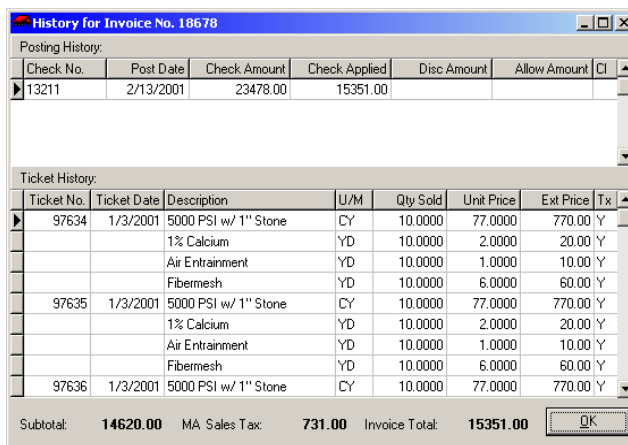 History for Invoice No. 18678
Posting History:
Check No. Post Date Check Amount Check Applied Disc Amount Allow Amount Cl
13211 2/13/2001 23478.00 15351.00
Ticket History:
Ticket No. Ticket Date Description U/M Qty Sold Unit Price Ext Price Tx
97634 1/3/2001 5000 PSI w/ 1" Stone CY 10.0000 77.0000 770.00 Y
1% Calcium YD 10.0000 2.0000 20.00 Y
Air Entrainment YD 10.0000 1.0000 10.00 Y
Fibermesh YD 10.0000 6.0000 60.00 Y
97635 1/3/2001 5000 PSI w/ 1" Stone CY 10.0000 77.0000 770.00 Y
1% Calcium YD 10.0000 2.0000 20.00 Y
Air Entrainment YD 10.0000 1.0000 10.00 Y
Fibermesh YD 10.0000 6.0000 60.00 Y
97636 1/3/2001 5000 PSI w/ 1" Stone CY 10.0000 77.0000 770.00 Y
Subtotal: 14620.00 MA Sales Tax: 731.00 Invoice Total: 15351.00 OK